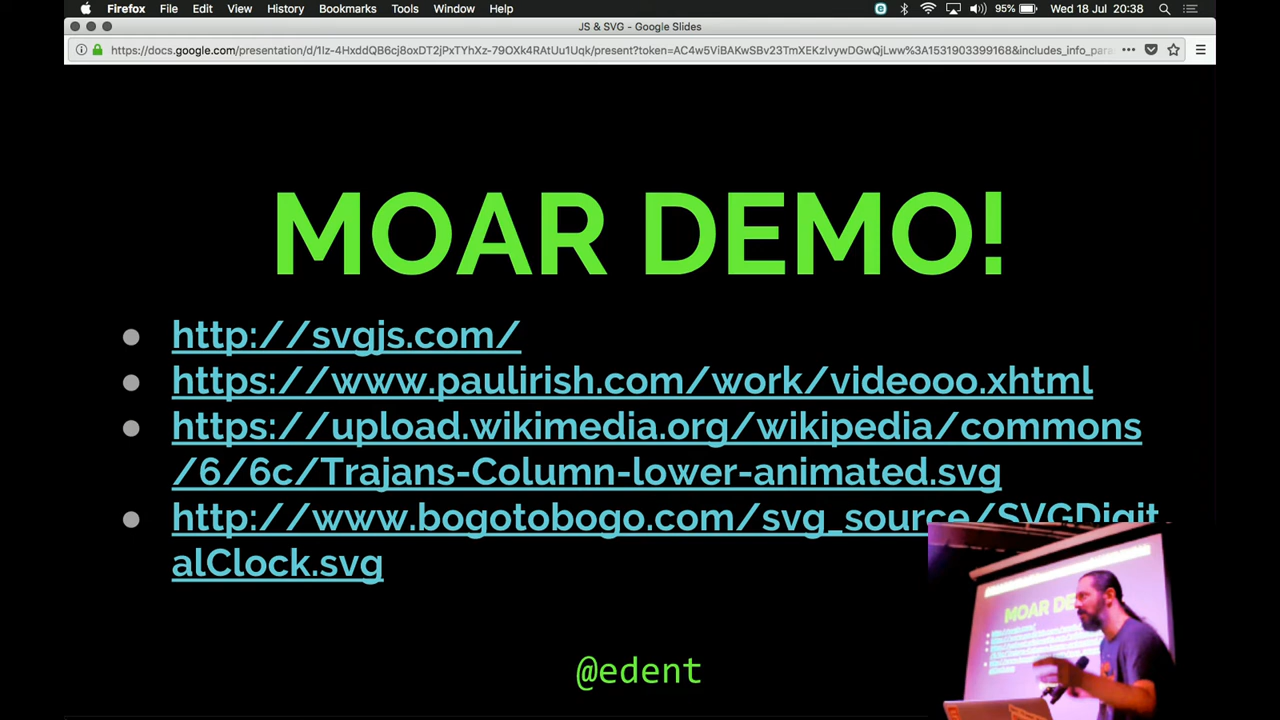 Firefox File Edit View History Bookmarks Tools Window Help 95% Wed 18 Jul 20:38
JS & SVG - Google Slides
MOAR DEMO!
http://svgjs.com/
https://www.paulirish.com/work/videooo.xhtml
https://upload.wikimedia.org/wikipedia/commons
/6/6c/Trajans-Column-lower-animated.svg
http://www.bogotobogo.com/svg_source/SVGDigit
alClock.svg
@edent
MOAR DE